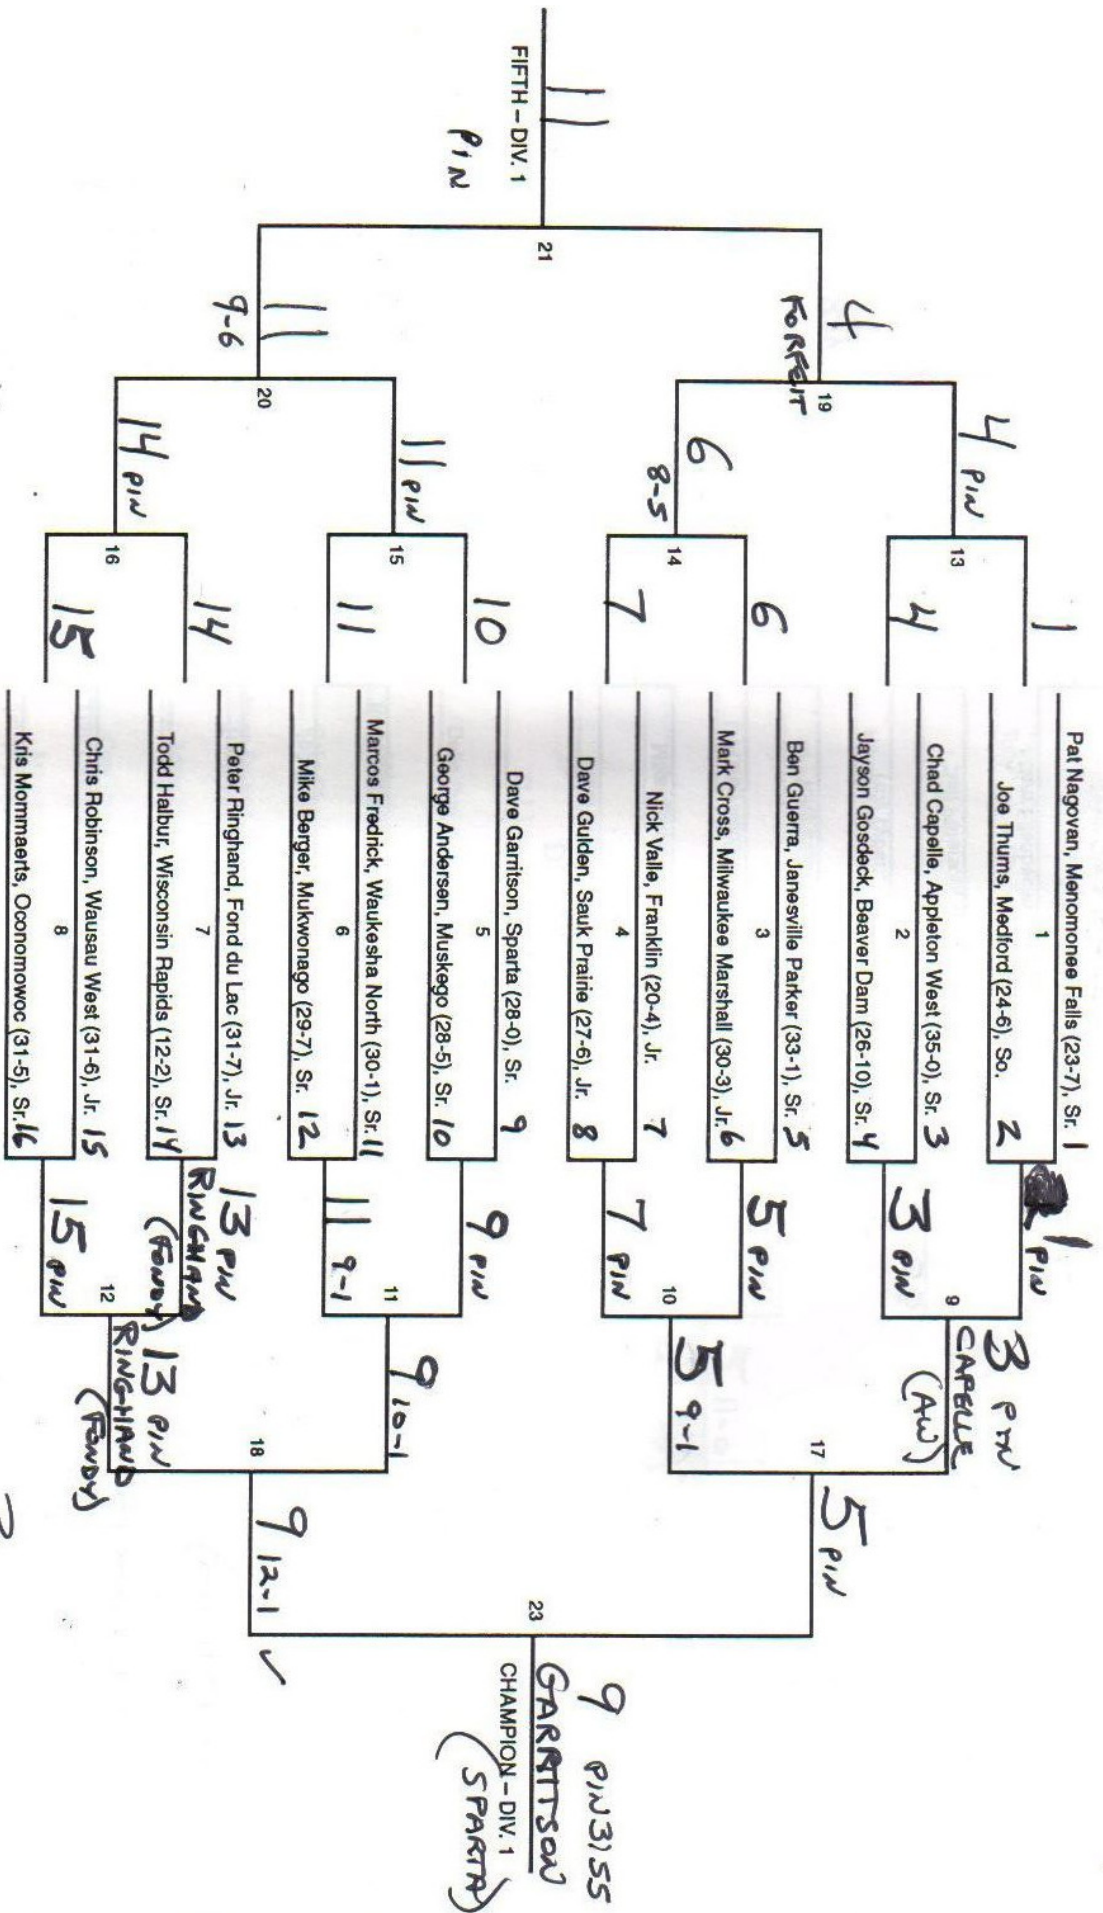 Pat Nagovan, Menomonee Falls (23-7), Sr. 1
1
Joe Thums, Medford (24-6), So. 2
Chad Capelle, Appleton West (35-0), Sr. 3
2
Jayson Gosdeck, Beaver Dam (26-10), Sr. 4
Ben Guerra, Janesville Parker (33-1), Sr. 5
3
Mark Cross, Milwaukee Marshall (30-3), Jr. 6
Nick Valle, Franklin (20-4), Jr. 7
4
Dave Gulden, Sauk Prairie (27-6), Jr. 8
Dave Garritson, Sparta (28-0), Sr. 9
5
George Andersen, Muskego (28-5), Sr. 10
Marcos Fredrick, Waukesha North (30-1), Sr. 11
6
Mike Berger, Mukwonago (29-7), Sr. 12
Peter Ringhand, Fond du Lac (31-7), Jr. 13
7
Todd Halbur, Wisconsin Rapids (12-2), Sr. 14
Chris Robinson, Wausau West (31-6), Jr. 15
8
Kris Mommaerts, Oconomowoc (31-5), Sr. 16
1 PIN
9
3 PIN
5 PIN
10
7 PIN
9 PIN
11
11 9-1
13 PIN
RINGHAND
(FONDY)
12
15 PIN
3 PIN
CAPELLE
(AW)
17
5 9-1
9 10-1
18
13 PIN
RINGHAND
(FONDY)
5 PIN
23
9 12-1
9 PIN 3:55
GARRITSON
CHAMPION – DIV. 1
(SPARTA)
1
13
4
6
14
7
10
15
11
14
16
15
4 PIN
19
6 8-5
11 PIN
20
14 PIN
4
FORFEIT
21
11
9-6
11
FIFTH – DIV. 1
PIN